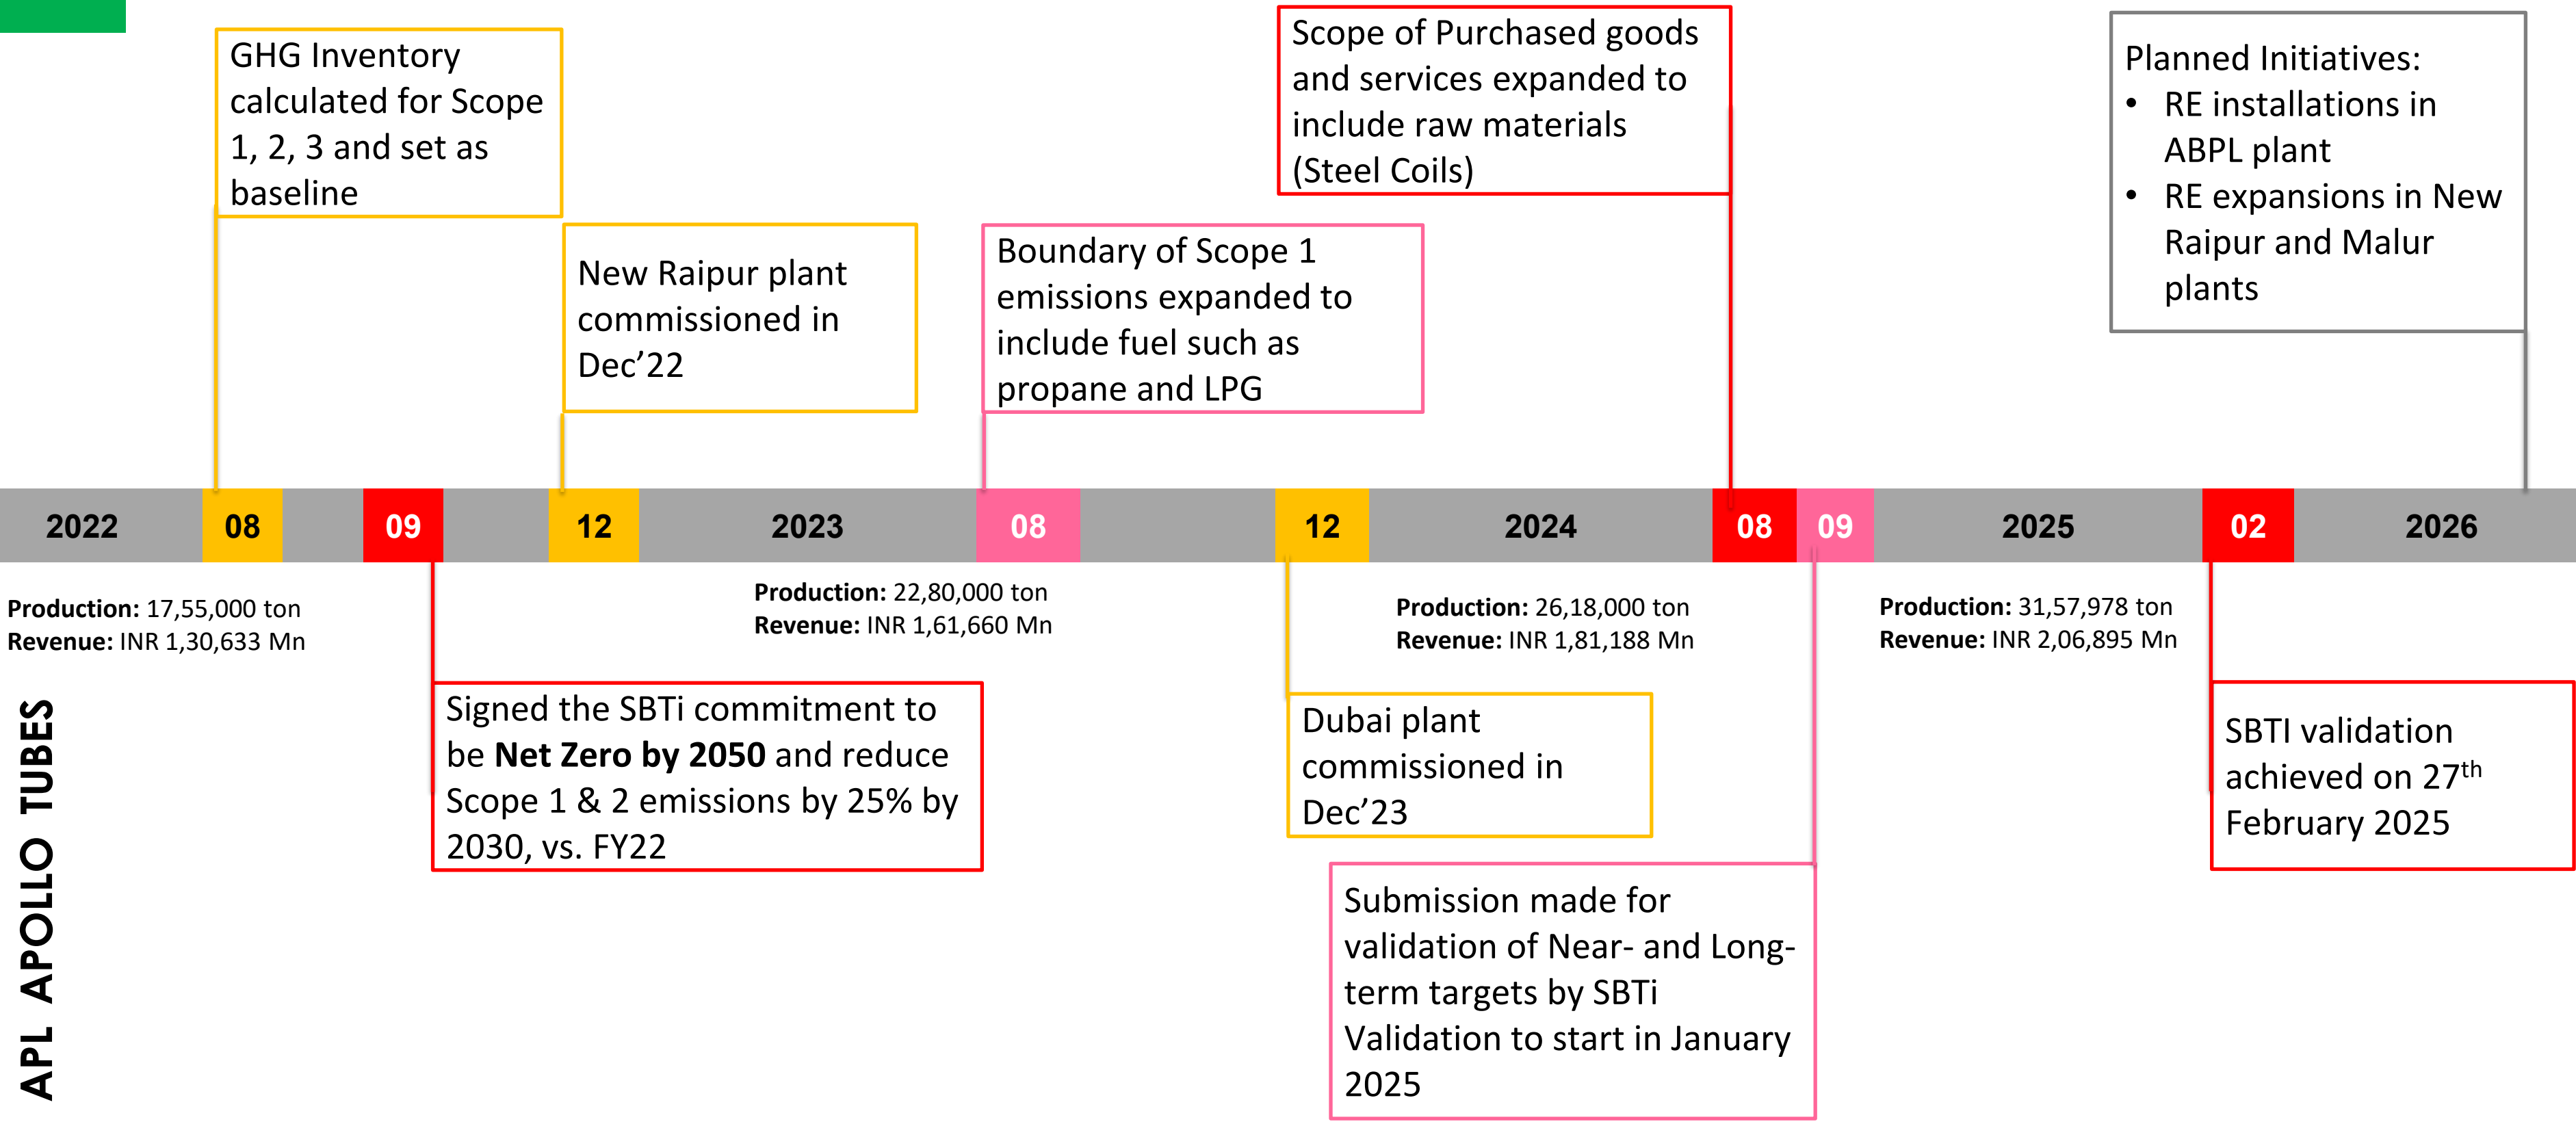 GHG Inventory
calculated for Scope
1, 2, 3 and set as
baseline
New Raipur plant
commissioned in
Dec’22
Boundary of Scope 1
emissions expanded to
include fuel such as
propane and LPG
Scope of Purchased goods
and services expanded to
include raw materials
(Steel Coils)
Planned Initiatives:
• RE installations in
ABPL plant
• RE expansions in New
Raipur and Malur
plants
2022 08 09 12 2023 08 12 2024 08 09 2025 02 2026
Production: 17,55,000 ton
Revenue: INR 1,30,633 Mn
Production: 22,80,000 ton
Revenue: INR 1,61,660 Mn
Production: 26,18,000 ton
Revenue: INR 1,81,188 Mn
Production: 31,57,978 ton
Revenue: INR 2,06,895 Mn
Signed the SBTi commitment to
be Net Zero by 2050 and reduce
Scope 1 & 2 emissions by 25% by
2030, vs. FY22
Dubai plant
commissioned in
Dec’23
Submission made for
validation of Near- and Long-
term targets by SBTi
Validation to start in January
2025
SBTI validation
achieved on 27th
February 2025
APL APOLLO TUBES